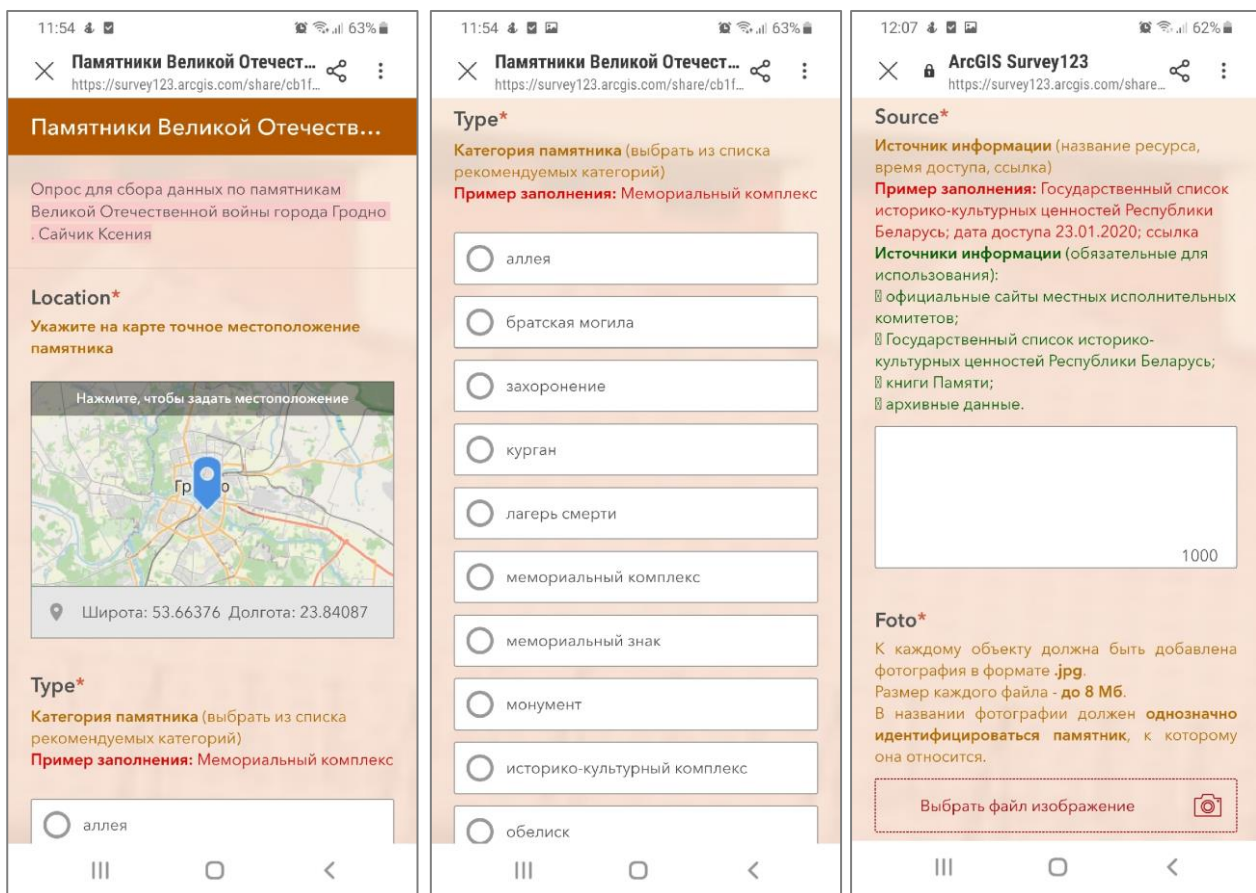 11:54
63%
Памятники Великой Отечест...
https://survey123.arcgis.com/share/cb1f...
Памятники Великой Отечеств...
Опрос для сбора данных по памятникам
Великой Отечественной войны города Гродно
. Сайчик Ксения
Location*
Укажите на карте точное местоположение
памятника
Нажмите, чтобы задать местоположение
Широта: 53.66376 Долгота: 23.84087
Type*
Категория памятника (выбрать из списка
рекомендуемых категорий)
Пример заполнения: Мемориальный комплекс
аллея
11:54
63%
Памятники Великой Отечест...
https://survey123.arcgis.com/share/cb1f...
Type*
Категория памятника (выбрать из списка
рекомендуемых категорий)
Пример заполнения: Мемориальный комплекс
аллея
братская могила
захоронение
курган
лагерь смерти
мемориальный комплекс
мемориальный знак
монумент
историко-культурный комплекс
обелиск
12:07
62%
ArcGIS Survey123
https://survey123.arcgis.com/share...
Source*
Источник информации (название ресурса,
время доступа, ссылка)
Пример заполнения: Государственный список
историко-культурных ценностей Республики
Беларусь; дата доступа 23.01.2020; ссылка
Источники информации (обязательные для
использования):
официальные сайты местных исполнительных
комитетов;
Государственный список историко-
культурных ценностей Республики Беларусь;
книги Памяти;
архивные данные.
1000
Foto*
К каждому объекту должна быть добавлена
фотография в формате .jpg.
Размер каждого файла - до 8 Мб.
В названии фотографии должен однозначно
идентифицироваться памятник, к которому
она относится.
Выбрать файл изображение